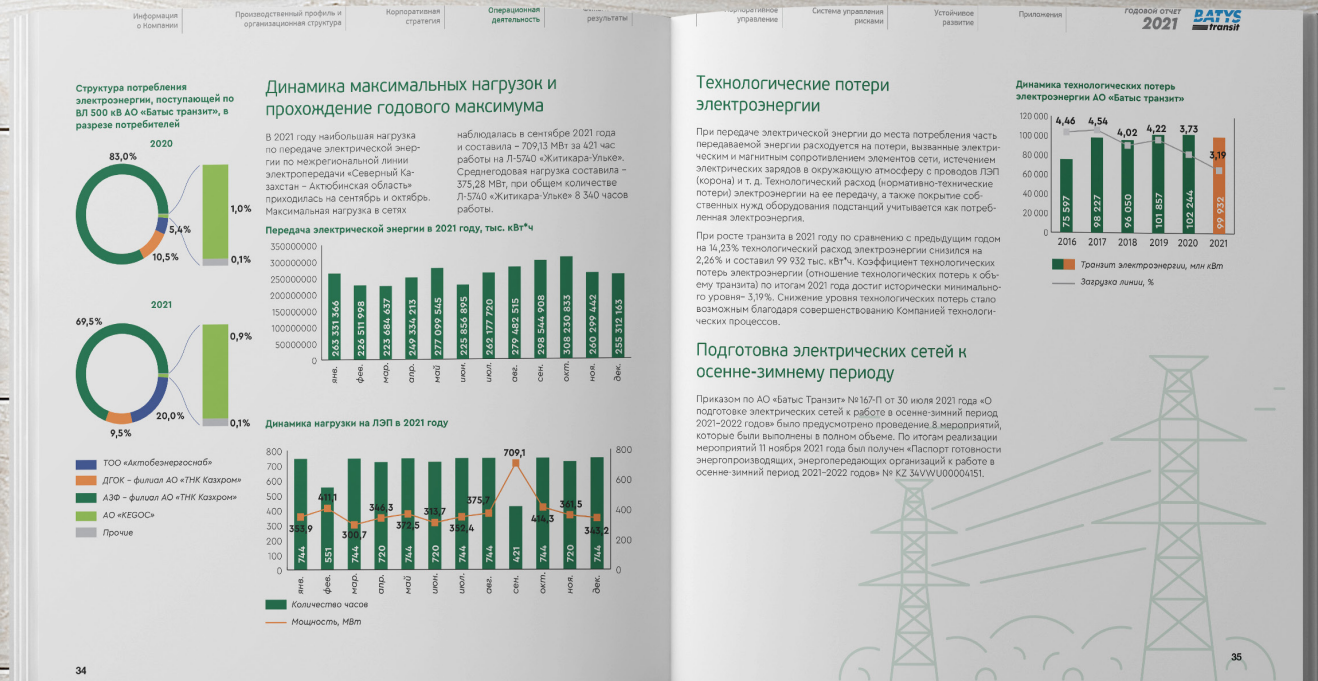 Информация
о Компании
Производственный профиль и
организационная структура
Корпоративная
стратегия
Операционная
деятельность
результаты
Структура потребления
электроэнергии, поступающей по
ВЛ 500 кВ АО «Батыс транзит», в
разрезе потребителей
2020
83,0%
1,0%
5,4%
10,5%
0,1%
2021
69,5%
0,9%
20,0%
9,5%
0,1%
ТОО «Актобеэнергоснаб»
ДГОК – филиал АО «ТНК Казхром»
АЗФ – филиал АО «ТНК Казхром»
АО «KEGOC»
Прочие
Динамика максимальных нагрузок и
прохождение годового максимума
В 2021 году наибольшая нагрузка
по передаче электрической энер-
гии по межрегиональной линии
электропередачи «Северный Ка-
захстан – Актюбинская область»
приходилась на сентябрь и октябрь.
Максимальная нагрузка в сетях
наблюдалась в сентябре 2021 года
и составила – 709,13 МВт за 421 час
работы на Л-5740 «Житикара-Ульке».
Среднегодовая нагрузка составила –
375,28 МВт, при общем количестве
Л-5740 «Житикара-Ульке» 8 340 часов
работы.
Передача электрической энергии в 2021 году, тыс. кВт*ч
350000000
300000000
250000000
200000000
150000000
100000000
50000000
0
263 331 366
226 511 998
223 684 637
249 334 213
277 099 545
225 856 895
262 177 720
279 482 515
298 544 908
308 230 833
260 299 442
255 312 163
янв.
фев.
мар.
апр.
май
июн.
июл.
авг.
сен.
окт.
ноя.
дек.
Динамика нагрузки на ЛЭП в 2021 году
800
700
600
500
400
300
200
100
0
800
600
400
200
0
353,9
411,1
300,7
346,3
372,5
313,7
352,4
375,7
709,1
414,3
361,5
343,2
744
551
744
720
744
720
744
744
421
744
720
744
янв.
фев.
мар.
апр.
май
июн.
июл.
авг.
сен.
окт.
ноя.
дек.
Количество часов
Мощность, МВт
34
управление
Система управления
рисками
Устойчивое
развитие
Приложения
ГОДОВОЙ ОТЧЕТ
2021
BATYS
transit
Технологические потери
электроэнергии
При передаче электрической энергии до места потребления часть
передаваемой энергии расходуется на потери, вызванные электри-
ческим и магнитным сопротивлением элементов сети, истечением
электрических зарядов в окружающую атмосферу с проводов ЛЭП
(корона) и т. д. Технологический расход (нормативно-технические
потери) электроэнергии на ее передачу, а также покрытие соб-
ственных нужд оборудования подстанций учитывается как потреб-
ленная электроэнергия.
При росте транзита в 2021 году по сравнению с предыдущим годом
на 14,23% технологический расход электроэнергии снизился на
2,26% и составил 99 932 тыс. кВт*ч. Коэффициент технологических
потерь электроэнергии (отношение технологических потерь к объ-
ему транзита) по итогам 2021 года достиг исторически минимально-
го уровня– 3,19%. Снижение уровня технологических потерь стало
возможным благодаря совершенствованию Компанией технологи-
ческих процессов.
Подготовка электрических сетей к
осенне-зимнему периоду
Приказом по АО «Батыс Транзит» №167-П от 30 июля 2021 года «О
подготовке электрических сетей к работе в осенне-зимний период
2021–2022 годов» было предусмотрено проведение 8 мероприятий,
которые были выполнены в полном объеме. По итогам реализации
мероприятий 11 ноября 2021 года был получен «Паспорт готовности
энергопроизводящих, энергопередающих организаций к работе в
осенне-зимний период 2021–2022 годов» № KZ 34VWU00004151.
Динамика технологических потерь
электроэнергии АО «Батыс транзит»
120 000
100 000
80 000
60 000
40 000
20 000
0
4,46
4,54
4,02
4,22
3,73
3,19
75 597
98 227
96 050
101 857
102 244
99 932
2016
2017
2018
2019
2020
2021
Транзит электроэнергии, млн кВт
Загрузка линии, %
35